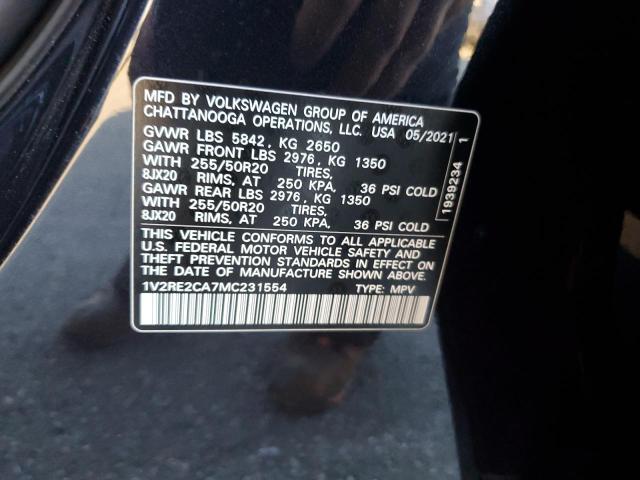 MFD BY VOLKSWAGEN GROUP OF AMERICA
CHATTANOOGA OPERATIONS, LLC. USA 05/2021
GVWR LBS 5842, KG 2650
GAWR FRONT LBS 2976, KG 1350
WITH 255/50R20 TIRES,
8JX20 RIMS, AT 250 KPA, 36 PSI COLD
GAWR REAR LBS 2976, KG 1350
WITH 255/50R20 TIRES,
8JX20 RIMS, AT 250 KPA, 36 PSI COLD
THIS VEHICLE CONFORMS TO ALL APPLICABLE
U.S. FEDERAL MOTOR VEHICLE SAFETY AND
THEFT PREVENTION STANDARDS IN EFFECT ON
THE DATE OF MANUFACTURE SHOWN ABOVE.
1V2RE2CA7MC231554 TYPE: MPV
1939234 1